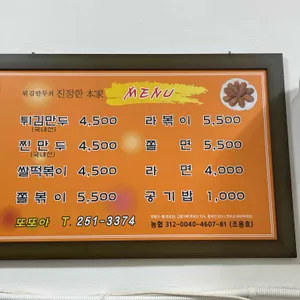 튀김만두의 진정한 本家 MENU
튀김만두 4,500 라볶이 5,500
(국내산)
찐만두 4,500 쫄면 5,500
(국내산)
쌀떡볶이 4,500 라면 4,000
쫄볶이 5,500 공기밥 1,000
또또아 T. 251-3374
농협 312-0040-4607-81 (조용호)